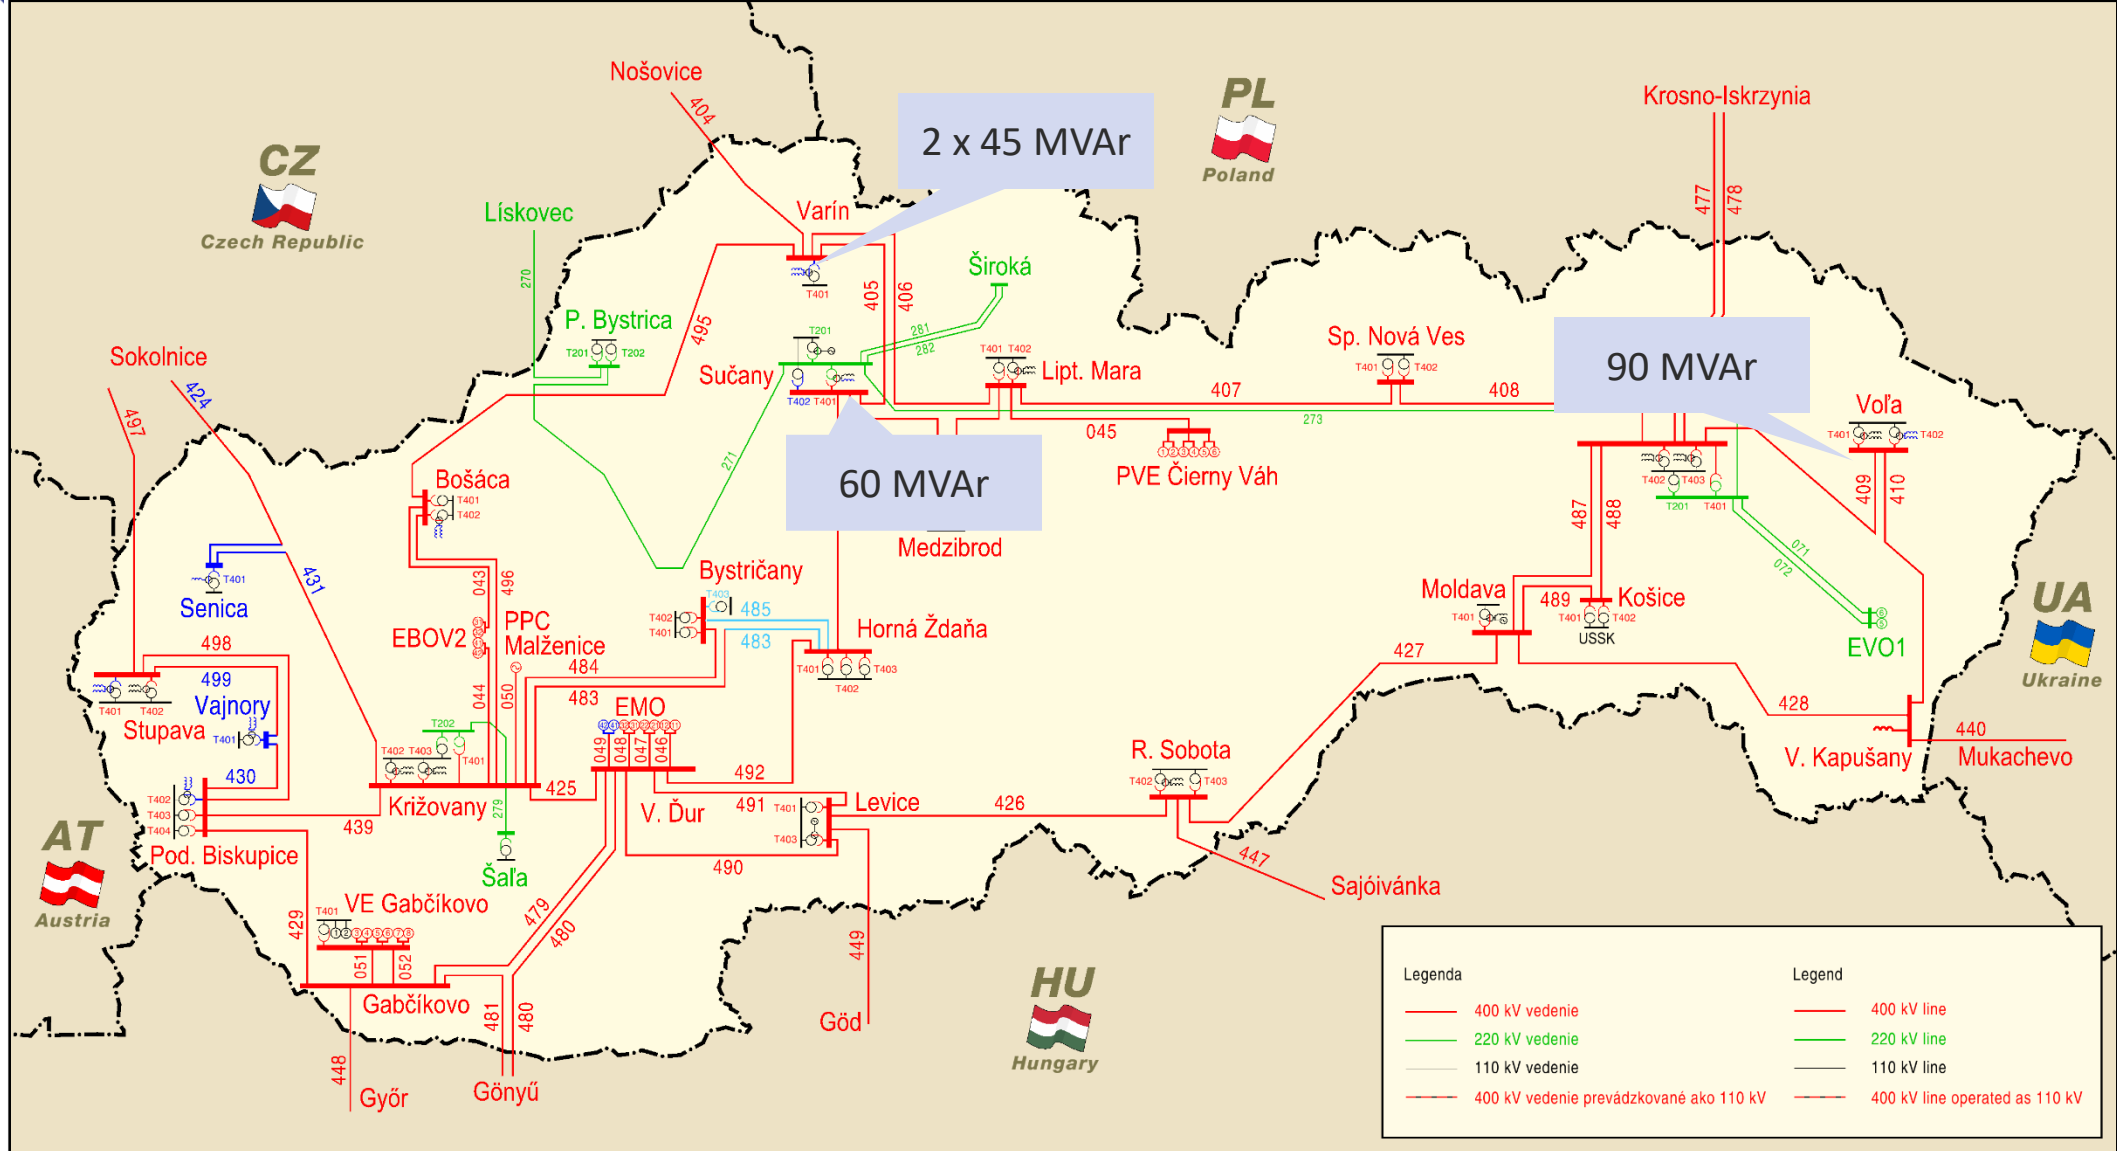 Nošovice
404
2 x 45 MVAr
PL
Poland
Krosno-Iskrzynia
477
478
CZ
Czech Republic
Lískovec
270
Varín
T401
405
406
Široká
281
282
P. Bystrica
T201
T202
495
T201
Sučany
T402
T401
T401 T402
Lipt. Mara
Sp. Nová Ves
T401
T402
407
408
273
90 MVAr
Voľa
T401
T402
409
410
Sokolnice
424
497
271
60 MVAr
045
PVE Čierny Váh
T402
T403
T201
T401
487
488
071
072
EVO1
Bošáca
T401
T402
Medzibrod
431
T401
Senica
043
496
EBOV2
PPC
Malženice
Bystričany
T403
T402
T401
485
483
Horná Ždaňa
T401
T402
T403
Moldava
T401
489
Košice
T401
T402
USSK
UA
Ukraine
498
499
Vajnory
T401
T401
T402
Stupava
430
044
050
484
483
427
428
440
Mukachevo
V. Kapušany
T202
T402 T403
T401
Križovany
EMO
049
048
047
046
425
V. Ďur
492
491
490
R. Sobota
T402
T403
426
Levice
T401
T403
447
Sajóivánka
T402
T403
T404
Pod. Biskupice
439
279
Šaľa
AT
Austria
429
VE Gabčíkovo
T401
051
052
Gabčíkovo
479
480
481
480
448
Győr
Gönyű
449
Göd
HU
Hungary
Legenda
400 kV vedenie
220 kV vedenie
110 kV vedenie
400 kV vedenie prevádzkované ako 110 kV
Legend
400 kV line
220 kV line
110 kV line
400 kV line operated as 110 kV